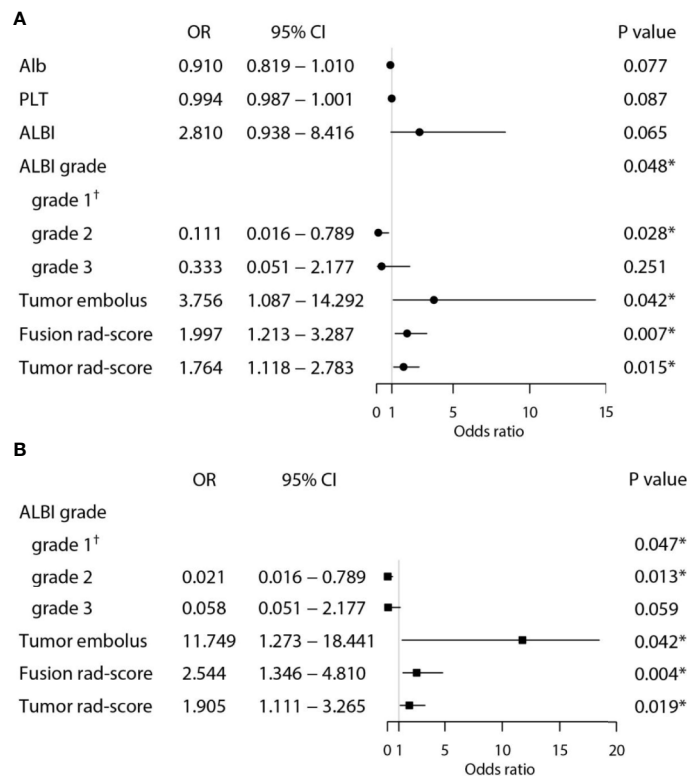 A
OR 95% CI P value
Alb 0.910 0.819 – 1.010 0.077
PLT 0.994 0.987 – 1.001 0.087
ALBI 2.810 0.938 – 8.416 0.065
ALBI grade 0.048*
grade 1†
grade 2 0.111 0.016 – 0.789 0.028*
grade 3 0.333 0.051 – 2.177 0.251
Tumor embolus 3.756 1.087 – 14.292 0.042*
Fusion rad-score 1.997 1.213 – 3.287 0.007*
Tumor rad-score 1.764 1.118 – 2.783 0.015*
0 1 5 10 15
Odds ratio
B
OR 95% CI P value
ALBI grade
grade 1† 0.047*
grade 2 0.021 0.016 – 0.789 0.013*
grade 3 0.058 0.051 – 2.177 0.059
Tumor embolus 11.749 1.273 – 18.441 0.042*
Fusion rad-score 2.544 1.346 – 4.810 0.004*
Tumor rad-score 1.905 1.111 – 3.265 0.019*
0 1 5 10 15 20
Odds ratio